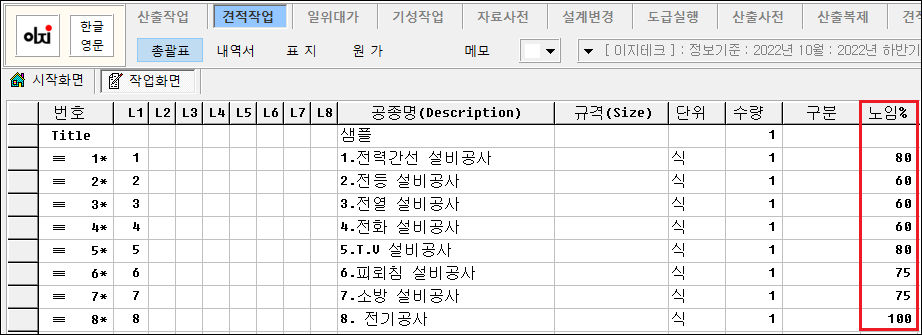 이지 한글 영문 산출작업 견적작업 일위대가 기성작업 자료사전 설계변경 도급실행 산출사전 산출복제 견적
총괄표 내역서 표 지 원 가 메모 [ 이지테크 ] : 정보기준 : 2022년 10월 : 2022년 하반기
시작화면 작업화면
번호 L1 L2 L3 L4 L5 L6 L7 L8 공종명(Description) 규격(Size) 단위 수량 구분 노임%
Title 샘플 1
1* 1 1.전력간선 설비공사 식 1 80
2* 2 2.전등 설비공사 식 1 60
3* 3 3.전열 설비공사 식 1 60
4* 4 4.전화 설비공사 식 1 60
5* 5 5.T.V 설비공사 식 1 80
6* 6 6.피뢰침 설비공사 식 1 75
7* 7 7.소방 설비공사 식 1 75
8* 8 8. 전기공사 식 1 100